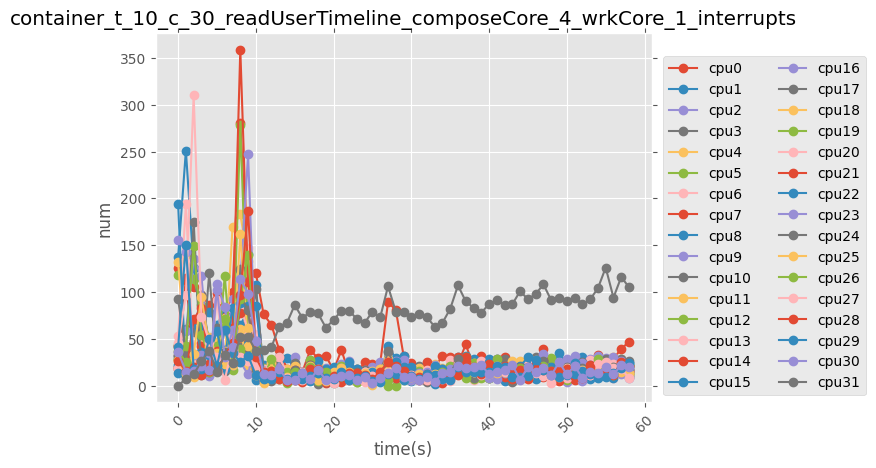 container_t_10_c_30_readUserTimeline_composeCore_4_wrkCore_1_interrupts
350
300
250
200
150
100
50
0
num
0
10
20
30
40
50
60
time(s)
cpu0
cpu1
cpu2
cpu3
cpu4
cpu5
cpu6
cpu7
cpu8
cpu9
cpu10
cpu11
cpu12
cpu13
cpu14
cpu15
cpu16
cpu17
cpu18
cpu19
cpu20
cpu21
cpu22
cpu23
cpu24
cpu25
cpu26
cpu27
cpu28
cpu29
cpu30
cpu31